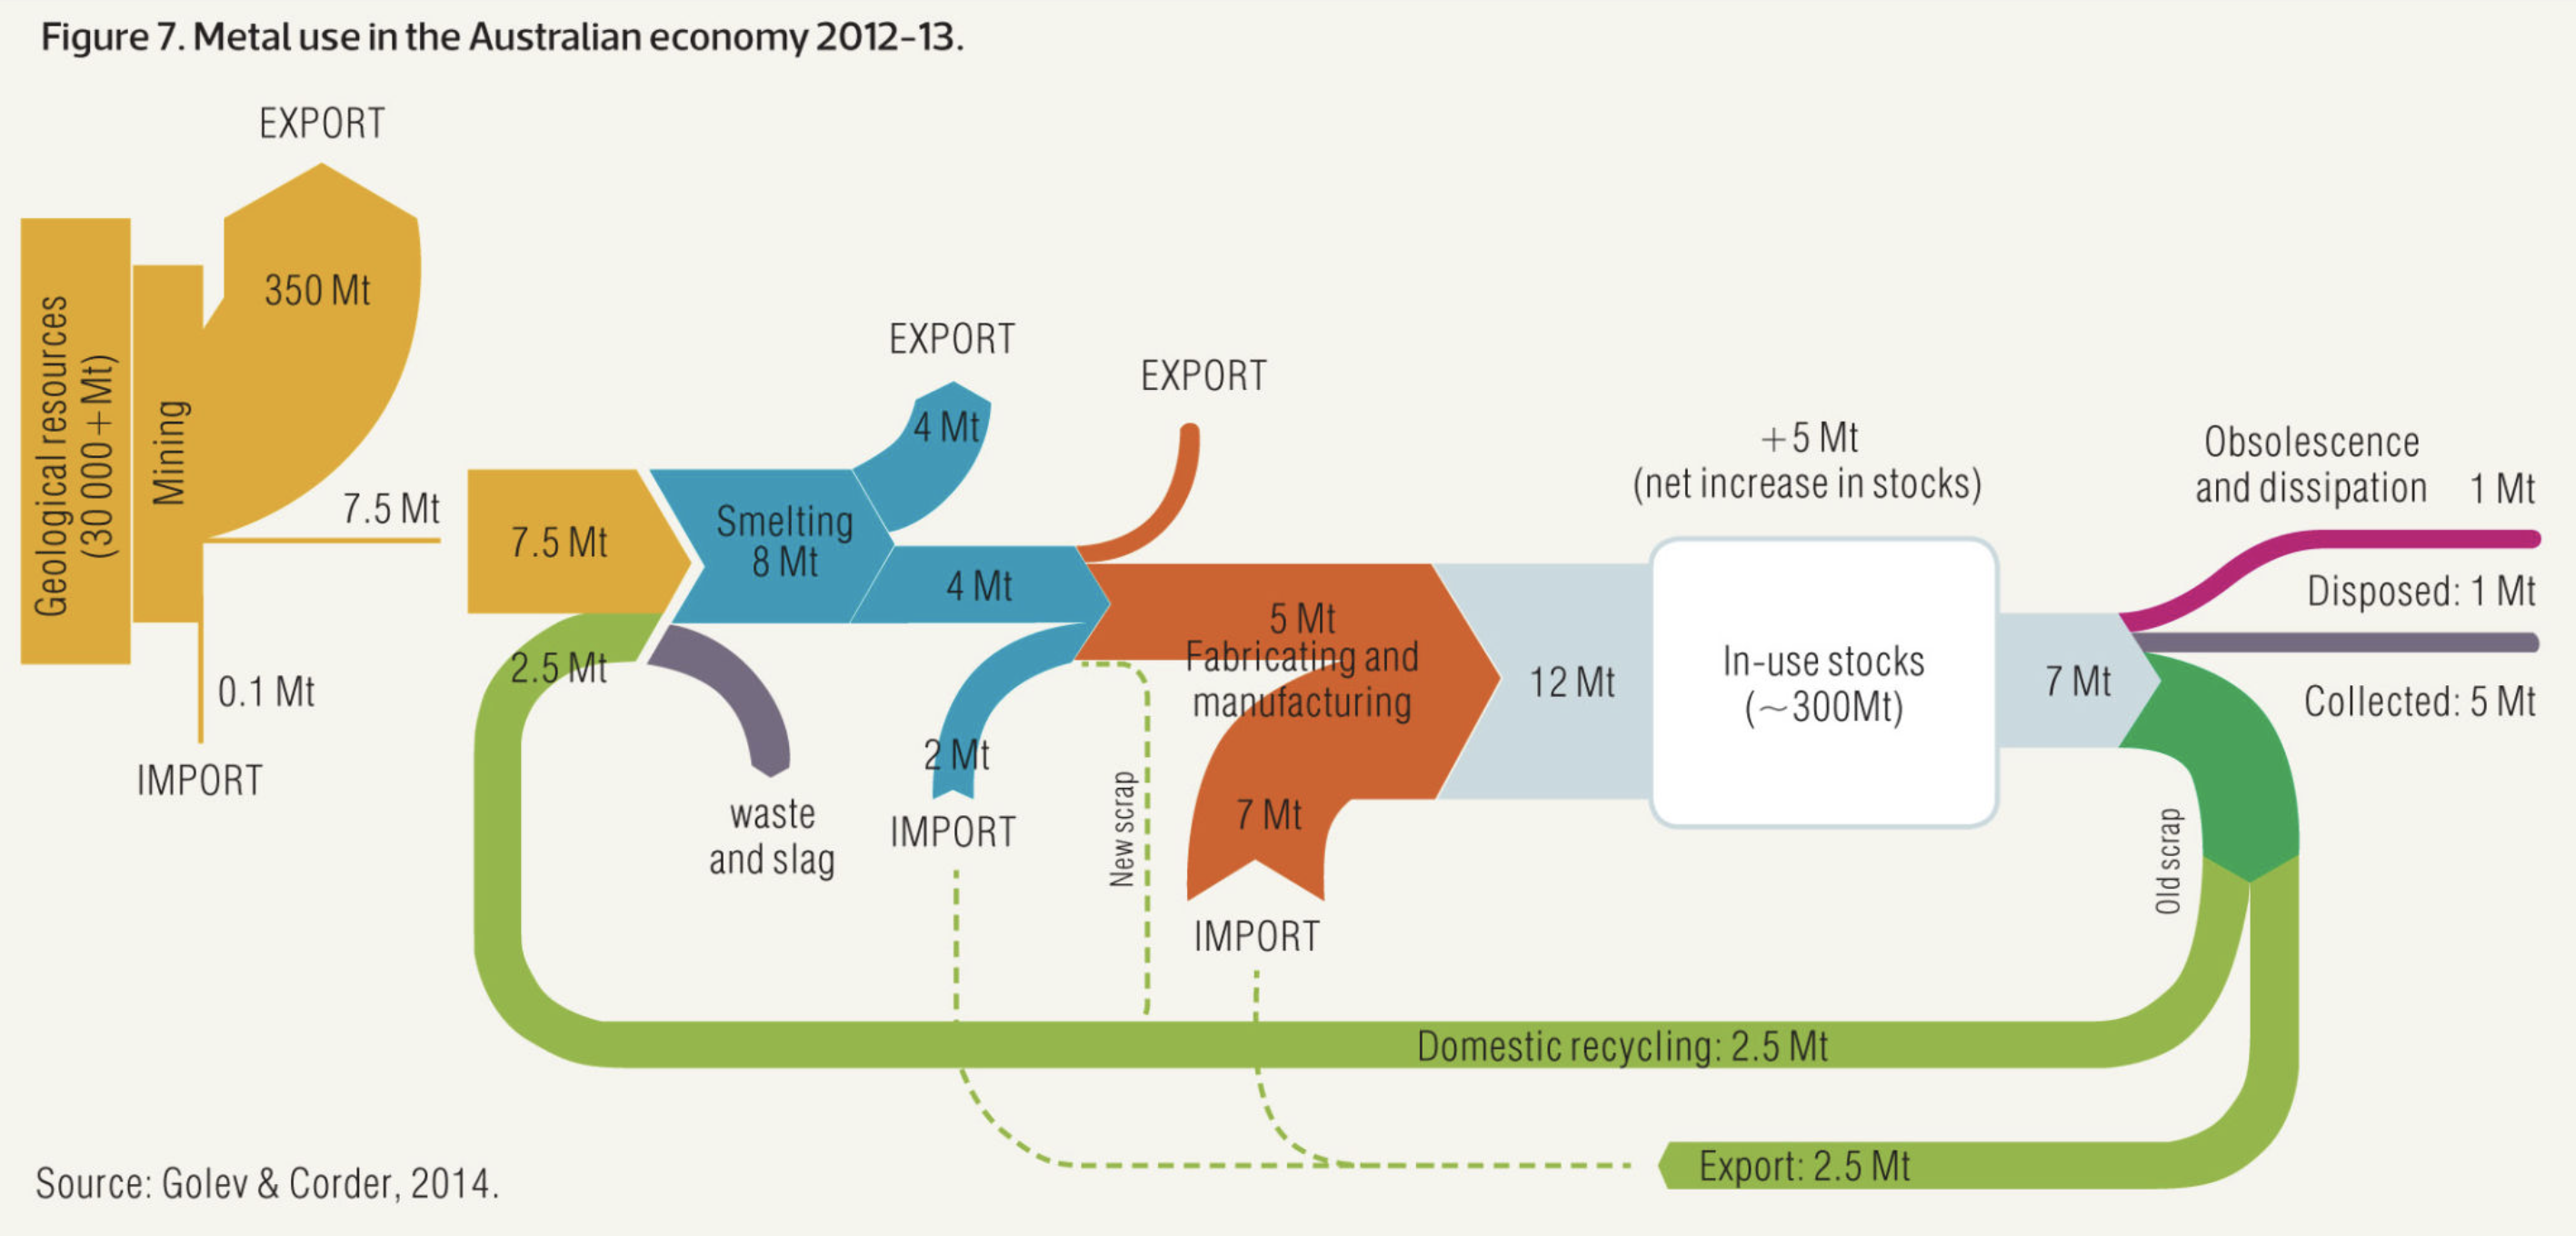 Figure 7. Metal use in the Australian economy 2012-13.
EXPORT
350 Mt
Geological resources
(30 000+Mt)
Mining
7.5 Mt
0.1 Mt
IMPORT
7.5 Mt
2.5 Mt
Smelting
8 Mt
waste
and slag
EXPORT
4 Mt
4 Mt
2 Mt
IMPORT
EXPORT
New scrap
5 Mt
Fabricating and
manufacturing
7 Mt
IMPORT
12 Mt
+5 Mt
(net increase in stocks)
In-use stocks
(~300Mt)
7 Mt
Obsolescence
and dissipation 1 Mt
Disposed: 1 Mt
Collected: 5 Mt
Old scrap
Domestic recycling: 2.5 Mt
Export: 2.5 Mt
Source: Golev & Corder, 2014.